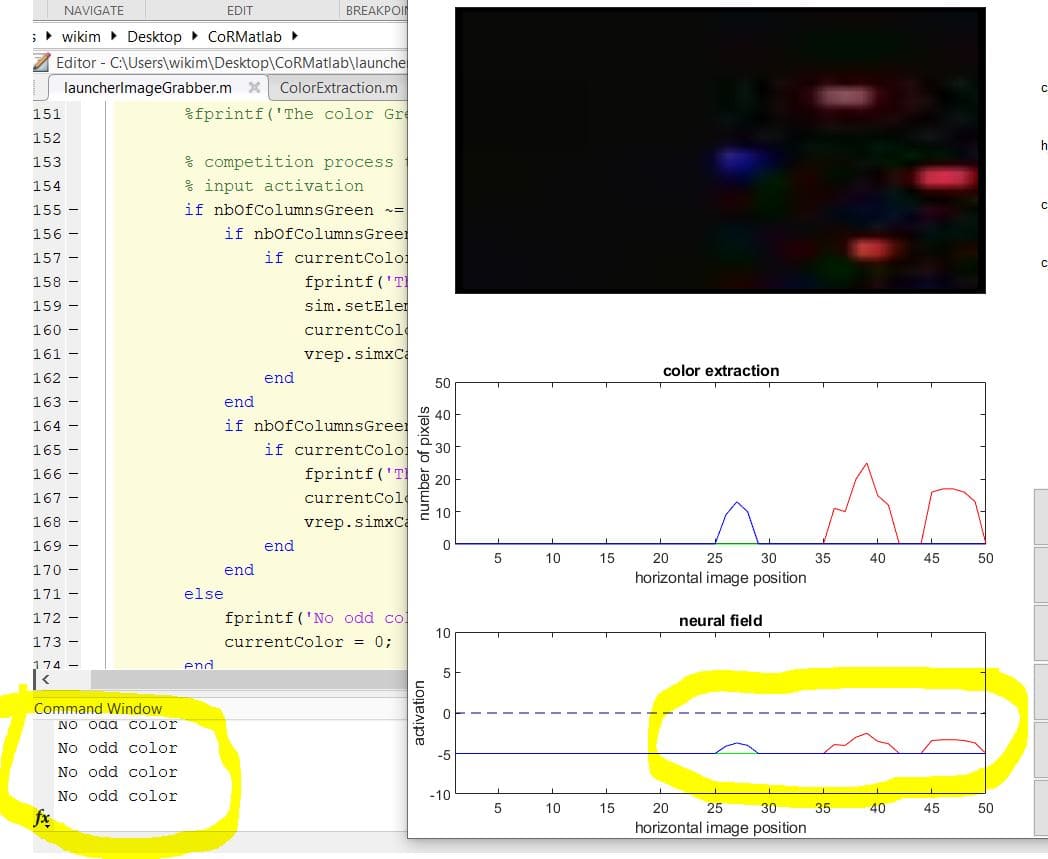 NAVIGATE EDIT BREAKPOI
s wikim Desktop CoRMatlab
Editor - C:\Users\wikim\Desktop\CoRMatlab\launche
launcherImageGrabber.m ColorExtraction.m
151 %fprintf('The color Gre
152
153 % competition process
154 % input activation
155 if nbOfColumnsGreen ~=
156 if nbOfColumnsGree
157 if currentColo
158 fprintf('T
159 sim.setElem
160 currentCol
161 vrep.simxCa
162 end
163 end
164 if nbOfColumnsGree
165 if currentColo
166 fprintf('T
167 currentCol
168 vrep.simxCa
169 end
170 end
171 else
172 fprintf('No odd co
173 currentColor = 0;
174 end
Command Window
No odd color
No odd color
No odd color
No odd color
fx
c
h
c
c
color extraction
number of pixels
50
40
30
20
10
0
5 10 15 20 25 30 35 40 45 50
horizontal image position
neural field
activation
10
5
0
-5
-10
5 10 15 20 25 30 35 40 45 50
horizontal image position